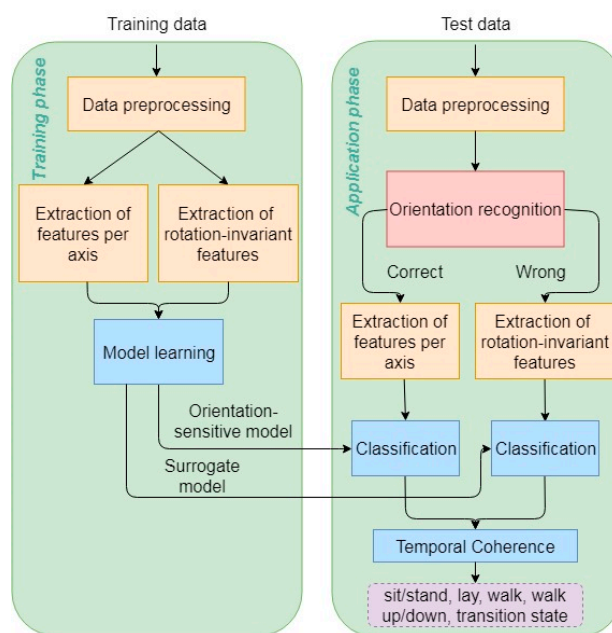 Training data
Training phase
Data preprocessing
Extraction of
features per
axis
Extraction of
rotation-invariant
features
Model learning
Orientation-
sensitive model
Surrogate
model
Test data
Application phase
Data preprocessing
Orientation recognition
Correct
Wrong
Extraction of
features per
axis
Extraction of
rotation-invariant
features
Classification
Classification
Temporal Coherence
sit/stand, lay, walk, walk
up/down, transition state